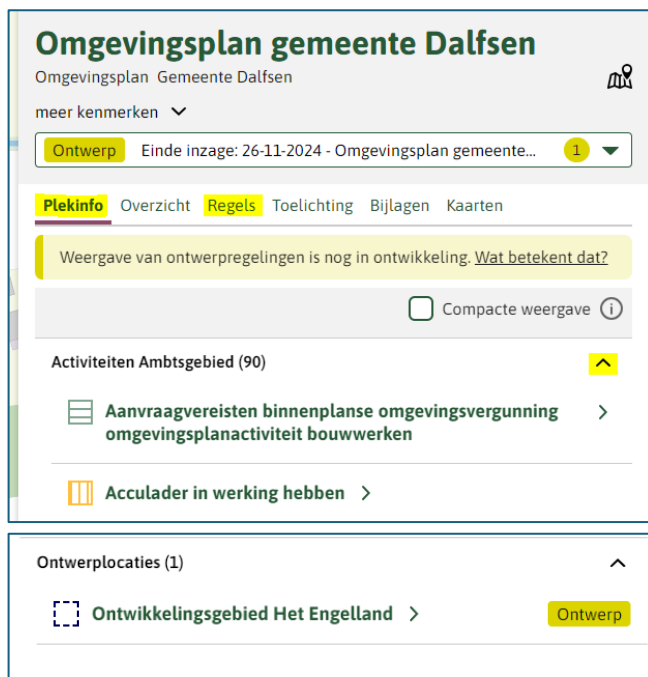 Omgevingsplan gemeente Dalfsen
Omgevingsplan Gemeente Dalfsen
meer kenmerken
Ontwerp Einde inzage: 26-11-2024 - Omgevingsplan gemeente... 1
Plekinfo Overzicht Regels Toelichting Bijlagen Kaarten
Weergave van ontwerpregelingen is nog in ontwikkeling. Wat betekent dat?
Compacte weergave
Activiteiten Ambtsgebied (90)
Aanvraagvereisten binnenplanse omgevingsvergunning
omgevingsplanactiviteit bouwwerken
Acculader in werking hebben
Ontwerplocaties (1)
Ontwikkelingsgebied Het Engelland Ontwerp